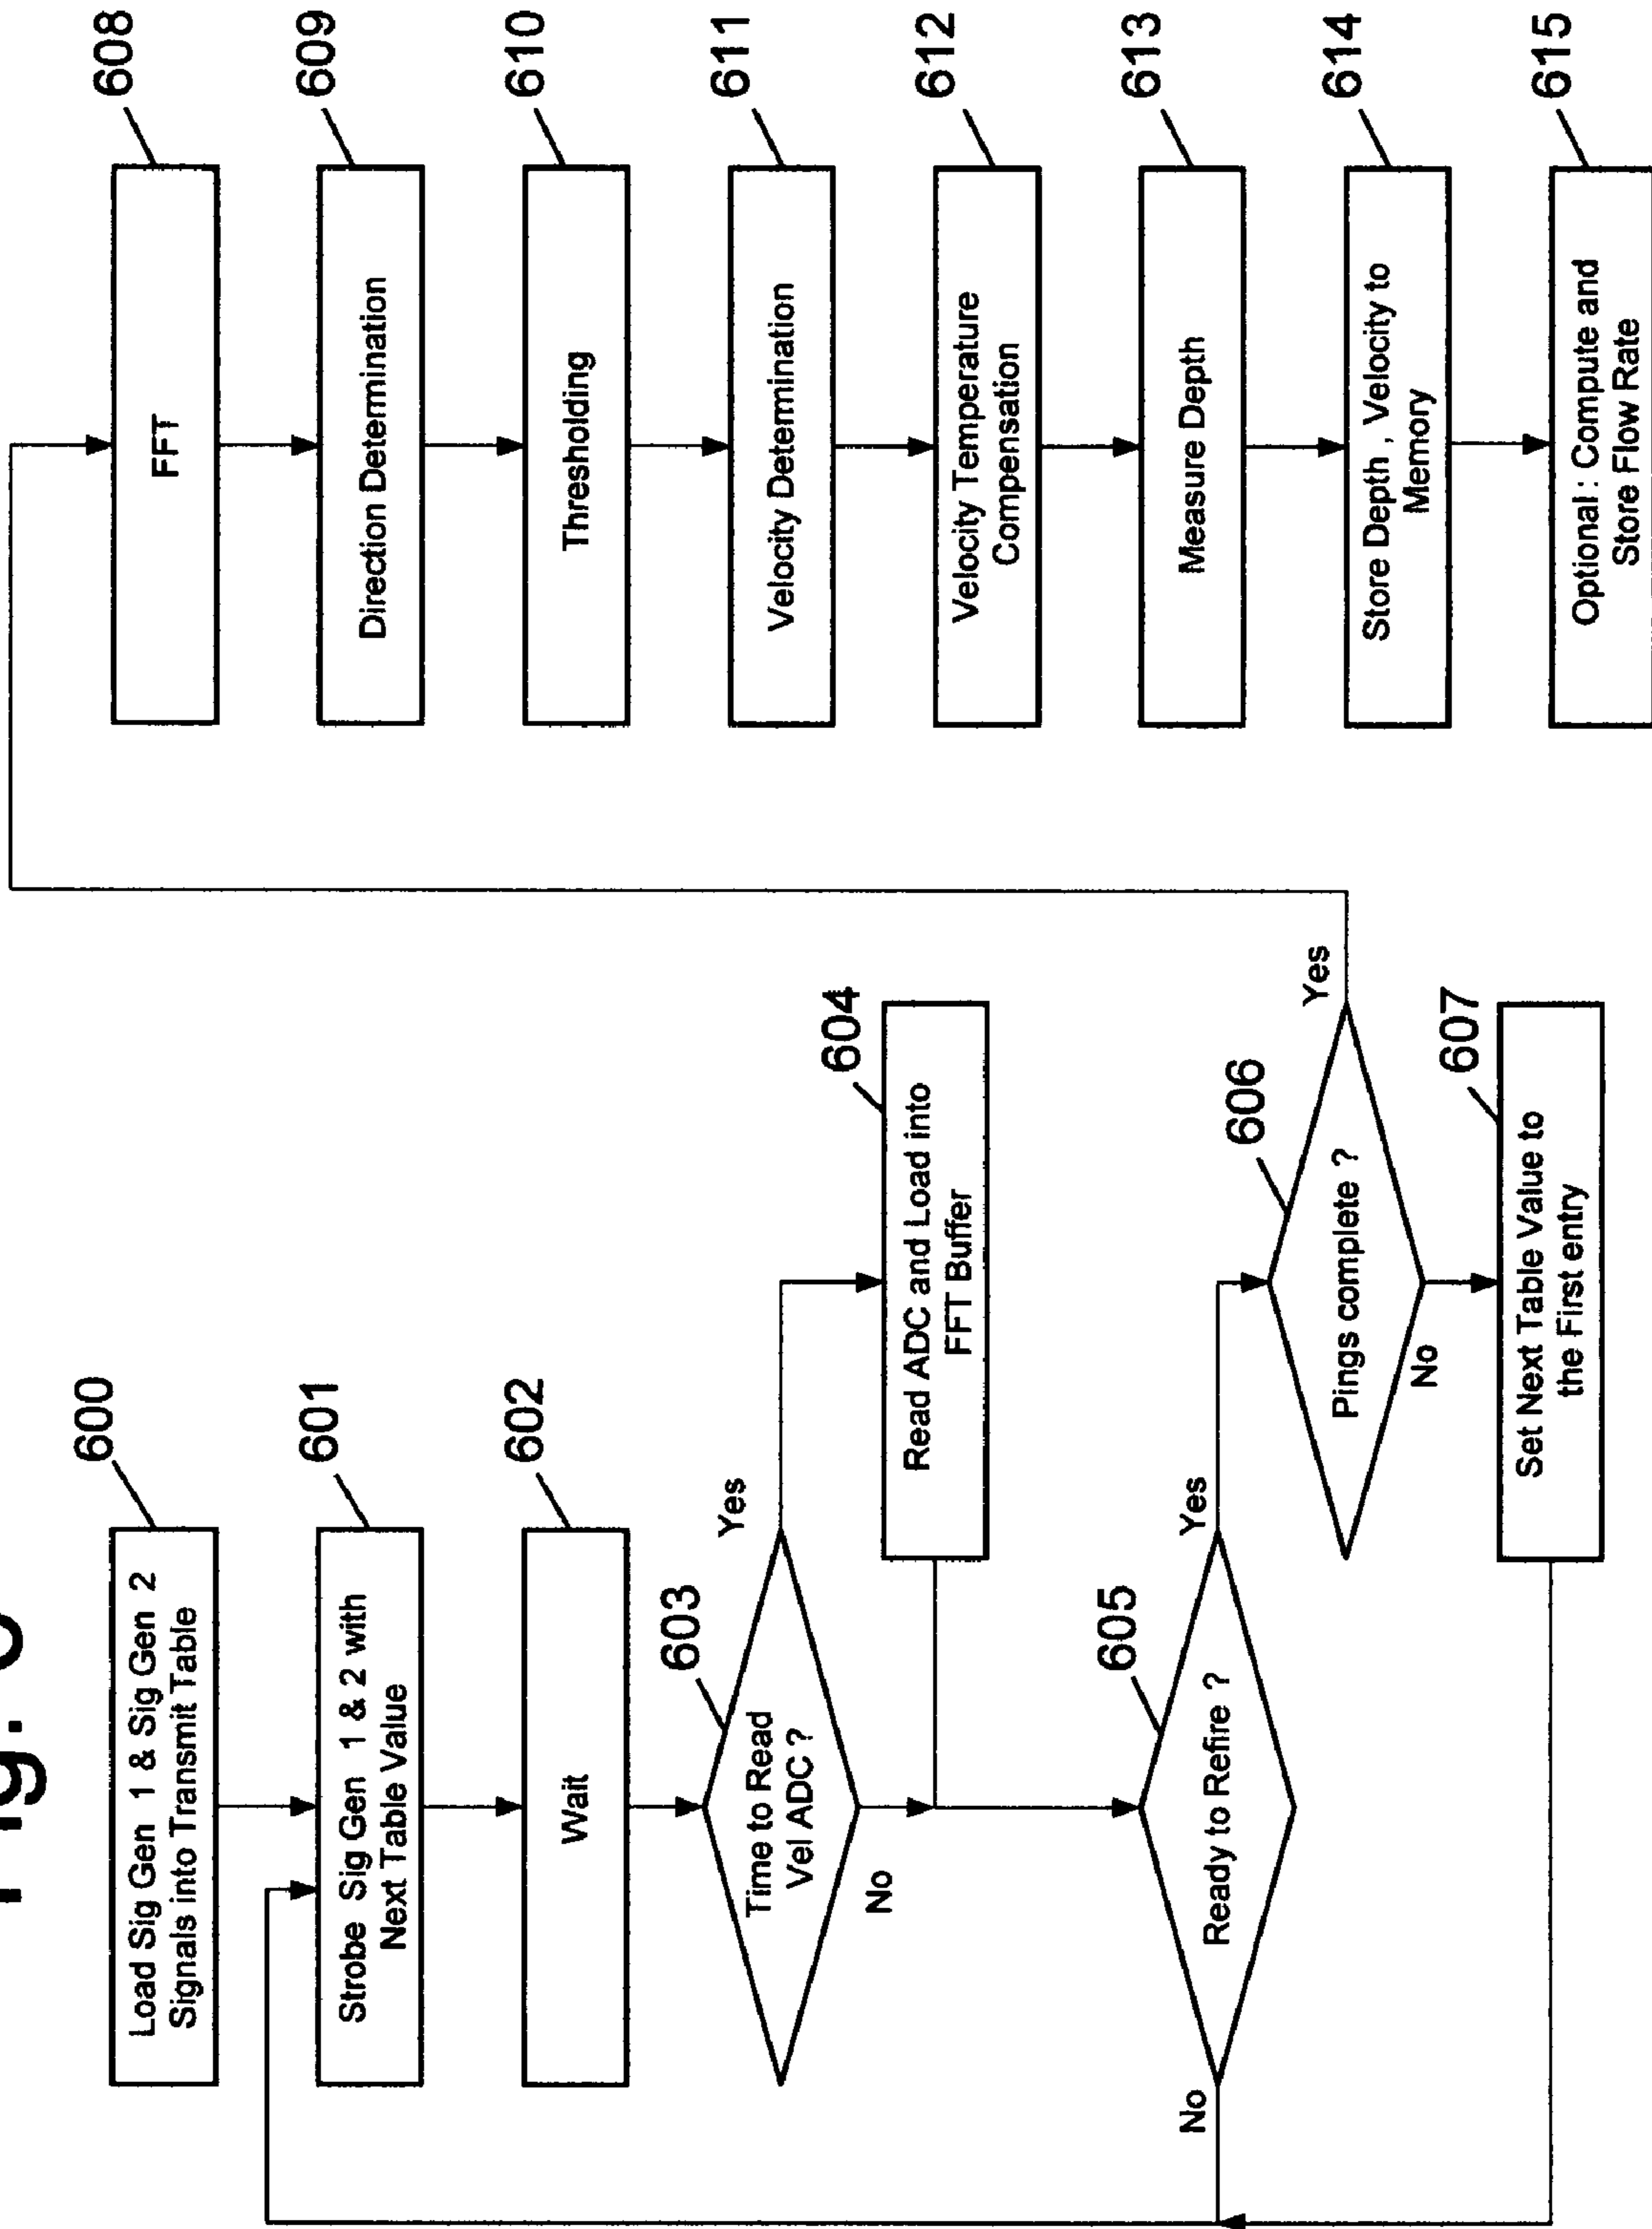 600
Load Sig Gen 1 & Sig Gen 2
Signals into Transmit Table
601
Strobe Sig Gen 1 & 2 with
Next Table Value
602
Wait
603
Time to Read
Vel ADC ?
Yes
No
604
Read ADC and Load into
FFT Buffer
605
Ready to Refire ?
Yes
No
606
Pings complete ?
Yes
No
607
Set Next Table Value to
the First entry
608
FFT
609
Direction Determination
610
Thresholding
611
Velocity Determination
612
Velocity Temperature
Compensation
613
Measure Depth
614
Store Depth , Velocity to
Memory
615
Optional : Compute and
Store Flow Rate